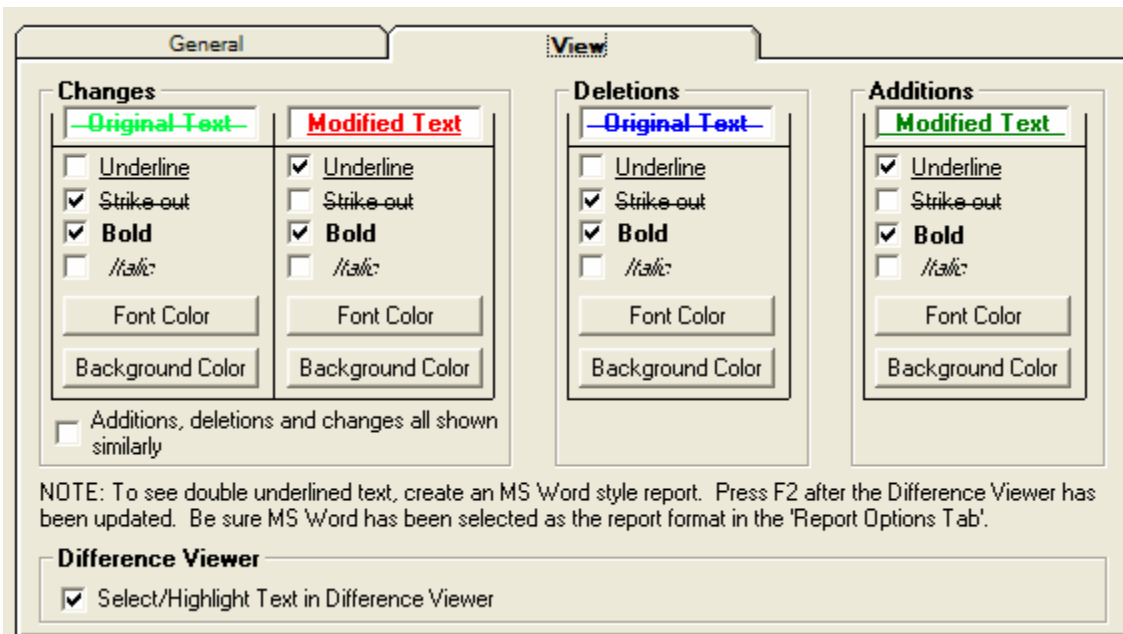 General View
Changes Deletions Additions
Original Text Modified Text Original Text Modified Text
Underline Underline Underline Underline
Strike out Strike out Strike out Strike out
Bold Bold Bold Bold
Italic Italic Italic Italic
Font Color Font Color Font Color Font Color
Background Color Background Color Background Color Background Color
Additions, deletions and changes all shown
similarly
NOTE: To see double underlined text, create an MS Word style report. Press F2 after the Difference Viewer has
been updated. Be sure MS Word has been selected as the report format in the 'Report Options Tab'.
Difference Viewer
Select/Highlight Text in Difference Viewer